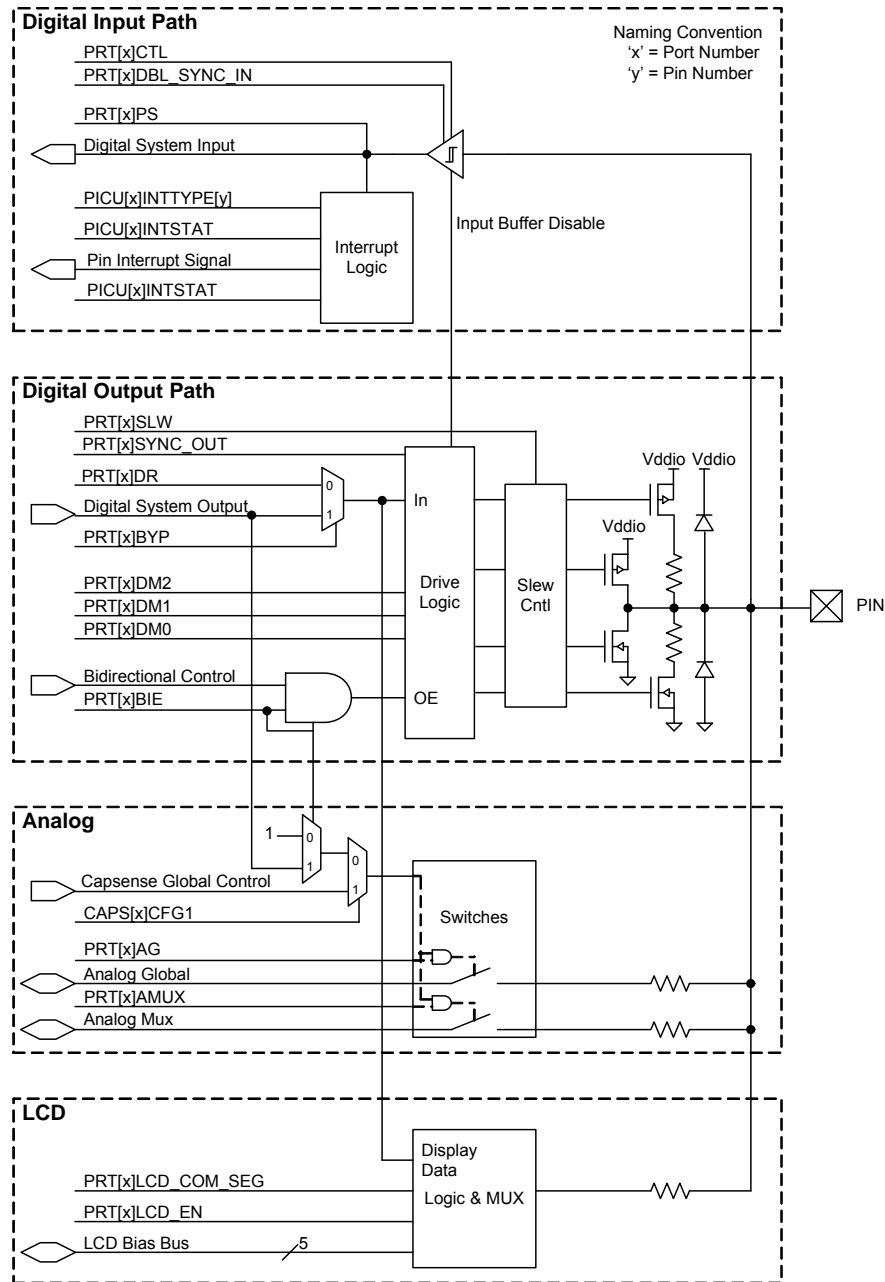 Digital Input Path
Naming Convention
'x' = Port Number
'y' = Pin Number
PRT[x]CTL
PRT[x]DBL_SYNC_IN
PRT[x]PS
Digital System Input
PICU[x]INTTYPE[y]
PICU[x]INTSTAT
Pin Interrupt Signal
PICU[x]INTSTAT
Interrupt
Logic
Input Buffer Disable
Digital Output Path
PRT[x]SLW
PRT[x]SYNC_OUT
PRT[x]DR
Digital System Output
PRT[x]BYP
0
1
In
PRT[x]DM2
PRT[x]DM1
PRT[x]DM0
Drive
Logic
Slew
Cntl
Vddio Vddio
Vddio
PIN
Bidirectional Control
PRT[x]BIE
OE
Analog
1
0
1
0
1
Capsense Global Control
CAPS[x]CFG1
Switches
PRT[x]AG
Analog Global
PRT[x]AMUX
Analog Mux
LCD
Display
Data
Logic & MUX
PRT[x]LCD_COM_SEG
PRT[x]LCD_EN
LCD Bias Bus
5